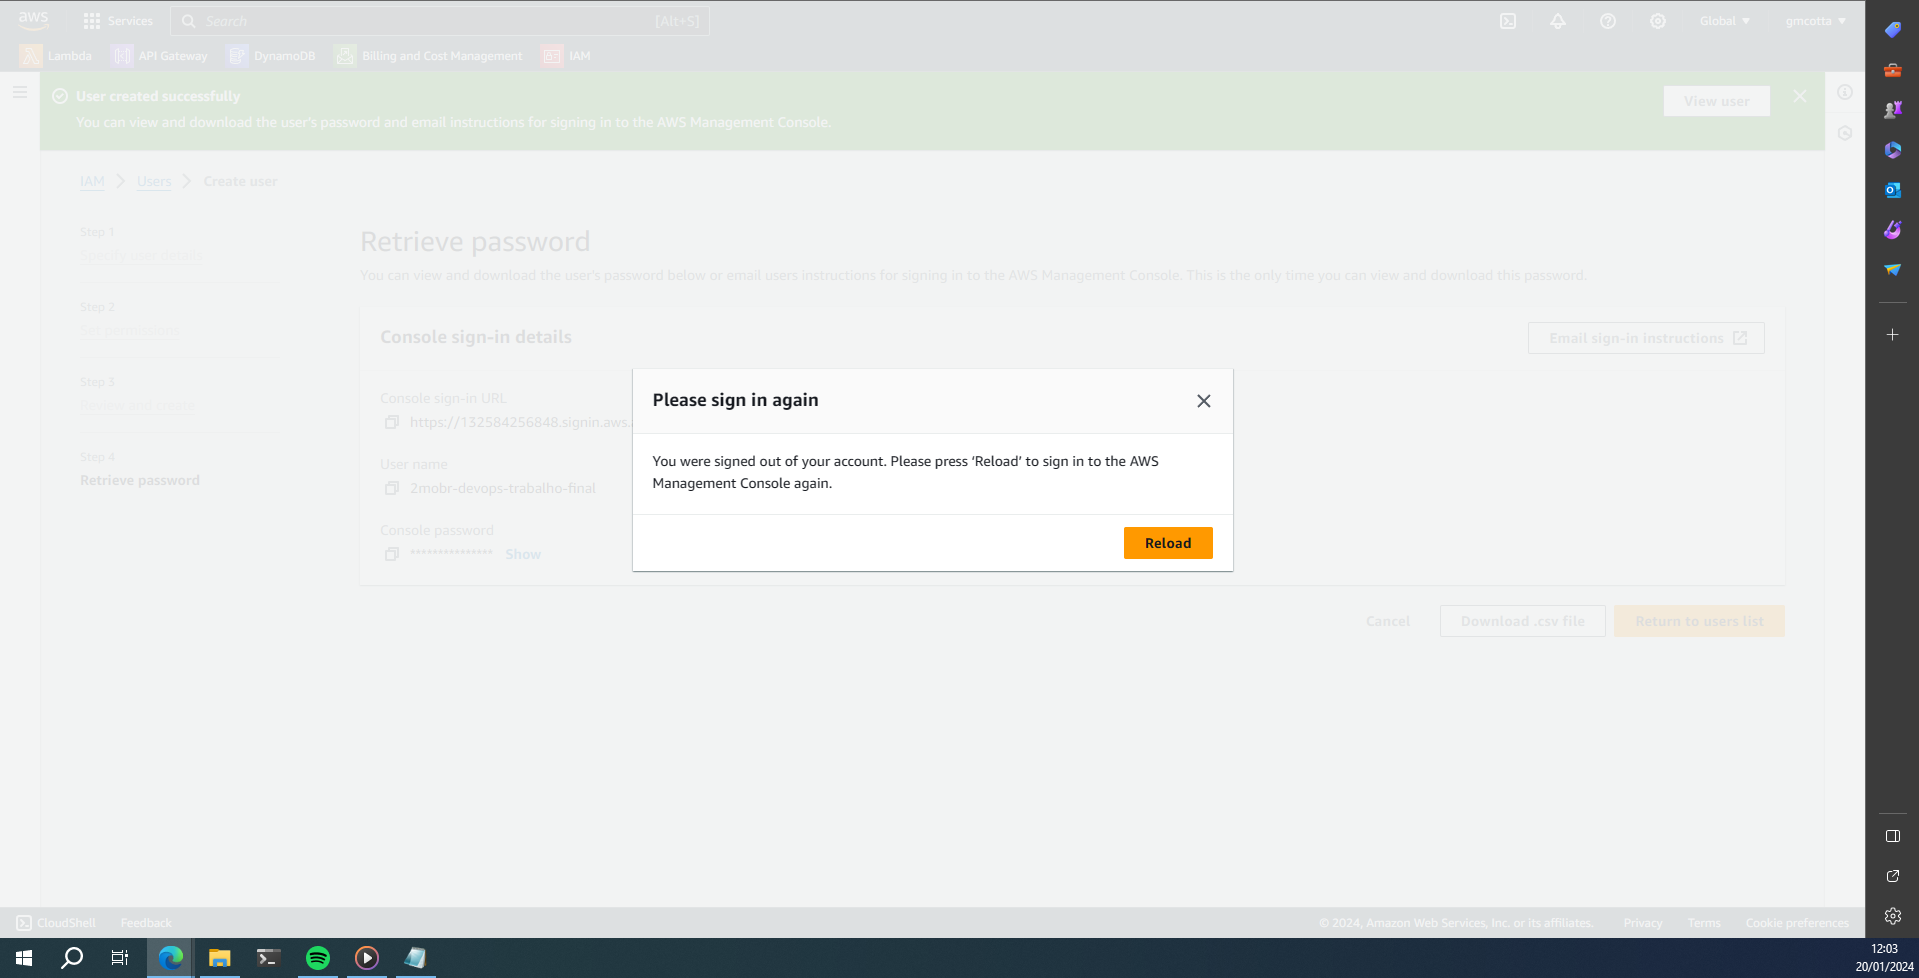 aws
Services
Search
[Alt+S]
Global
gmcotta
Lambda
API Gateway
DynamoDB
Billing and Cost Management
IAM
User created successfully
You can view and download the user's password and email instructions for signing in to the AWS Management Console.
View user
IAM
Users
Create user
Step 1
Specify user details
Step 2
Set permissions
Step 3
Review and create
Step 4
Retrieve password
Retrieve password
You can view and download the user's password below or email users instructions for signing in to the AWS Management Console. This is the only time you can view and download this password.
Console sign-in details
Email sign-in instructions
Console sign-in URL
https://132584256848.signin.aws.
User name
2mobr-devops-trabalho-final
Console password
*************** Show
Please sign in again
You were signed out of your account. Please press ‘Reload’ to sign in to the AWS
Management Console again.
Reload
Cancel
Download .csv file
Return to users list
CloudShell
Feedback
© 2024, Amazon Web Services, Inc. or its affiliates.
Privacy
Terms
Cookie preferences
12:03
20/01/2024